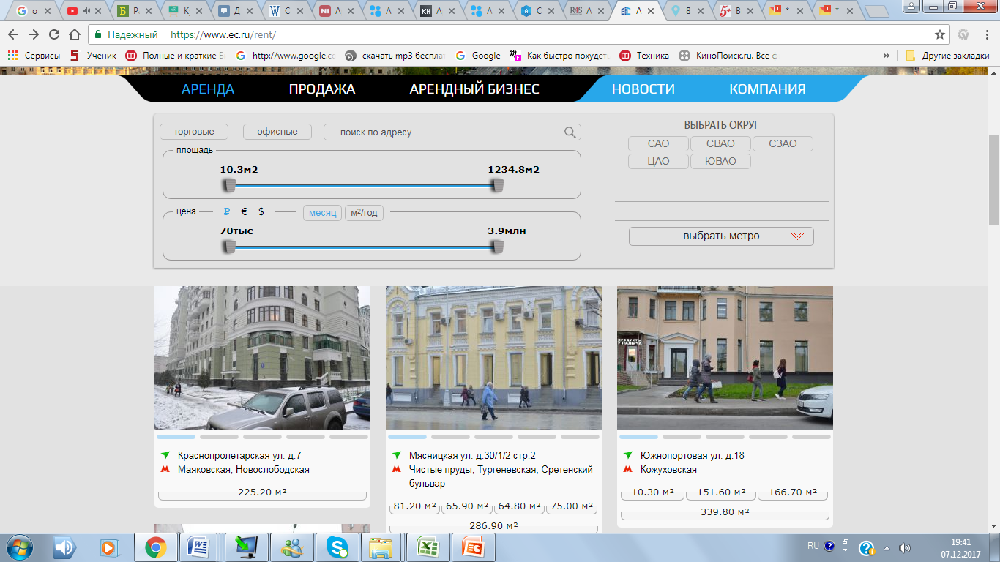 Надежный https://www.ec.ru/rent/
Сервисы Ученик Полные и краткие http://www.google.cc скачать mp3 бесплат Google Как быстро похудеть Техника КиноПоиск.ru. Все ф » Другие закладки
АРЕНДА ПРОДАЖА АРЕНДНЫЙ БИЗНЕС НОВОСТИ КОМПАНИЯ
торговые офисные поиск по адресу
площадь
10.3м2 1234.8м2
цена ₽ € $ месяц м²/год
70тыс 3.9млн
ВЫБРАТЬ ОКРУГ
САО СВАО СЗАО
ЦАО ЮВАО
выбрать метро
ПРОДУКТЫ
У ПАЛЫЧА
Краснопролетарская ул. д.7
Маяковская, Новослободская
225.20 м²
Мясницкая ул. д.30/1/2 стр.2
Чистые пруды, Тургеневская, Сретенский
бульвар
81.20 м² 65.90 м² 64.80 м² 75.00 м²
286.90 м²
Южнопортовая ул. д.18
Кожуховская
10.30 м² 151.60 м² 166.70 м²
339.80 м²
RU
19:41
07.12.2017